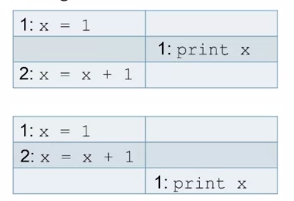 1: x = 1
1: print x
2: x = x + 1
1: x = 1
2: x = x + 1
1: print x